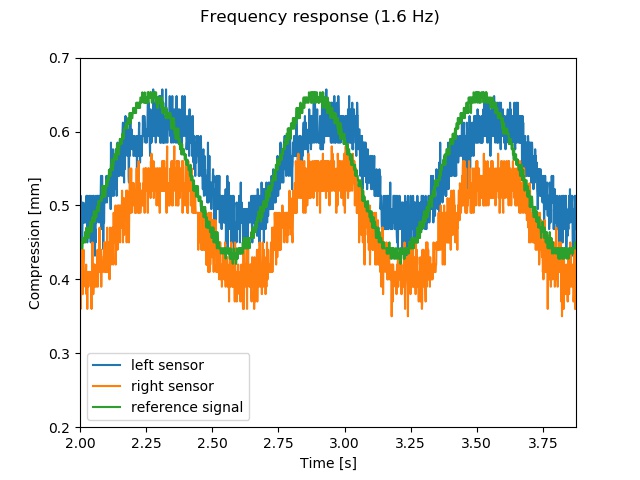 Frequency response (1.6 Hz)
0.7
0.6
0.5
0.4
0.3
0.2
Compression [mm]
left sensor
right sensor
reference signal
2.00 2.25 2.50 2.75 3.00 3.25 3.50 3.75
Time [s]